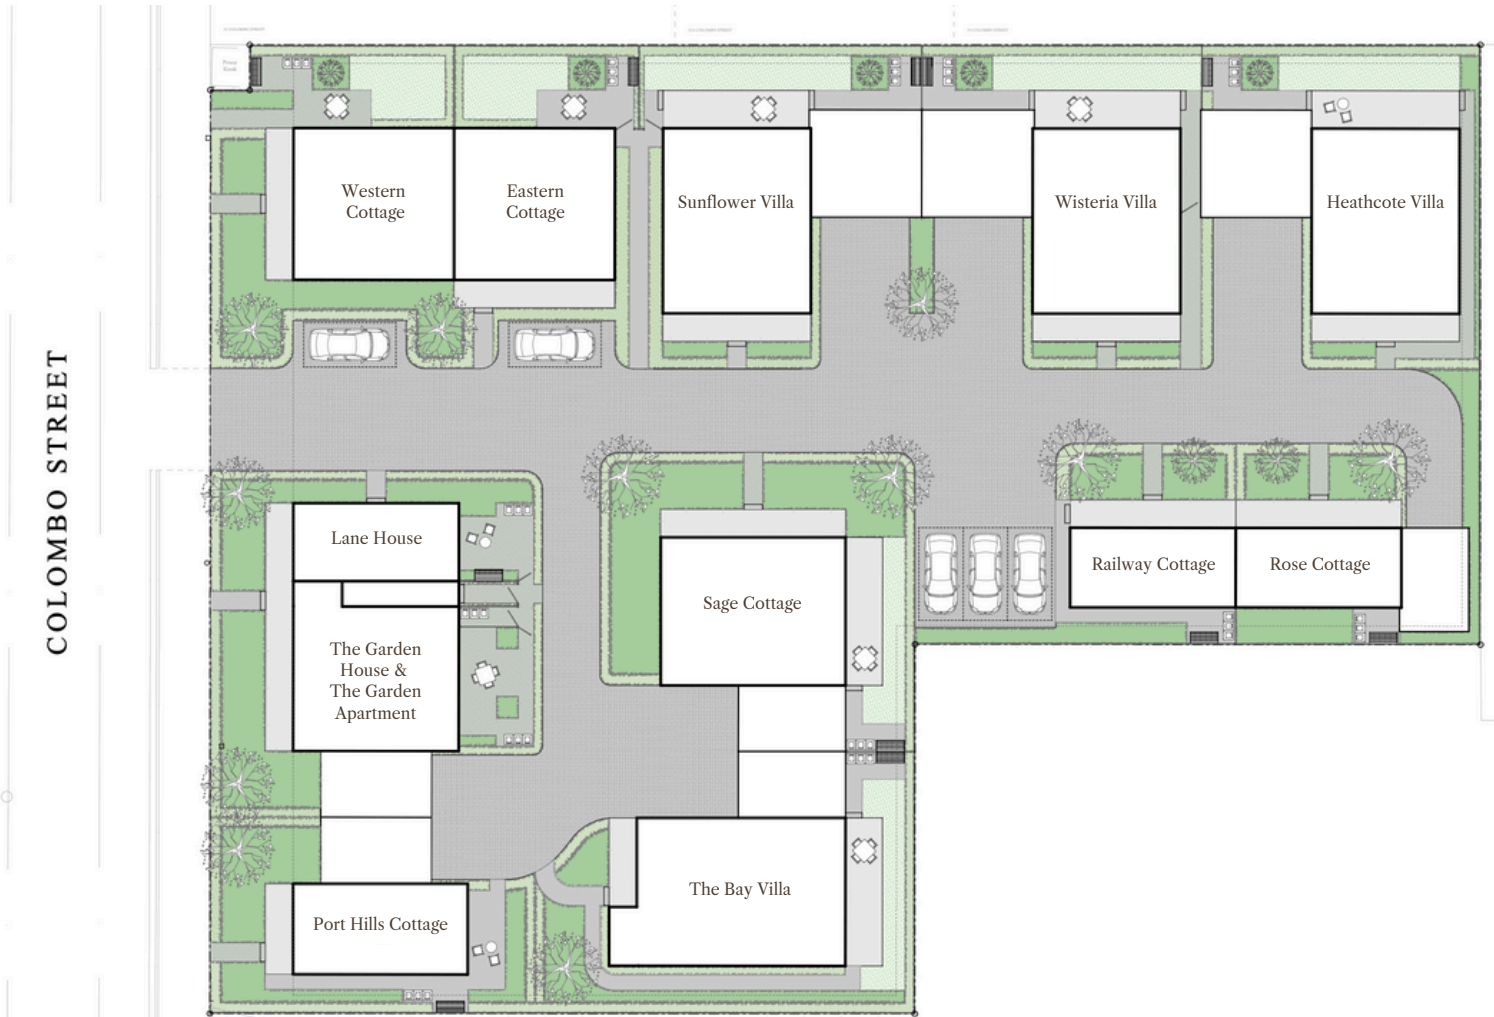 COLOMBO STREET
Western
Cottage
Eastern
Cottage
Sunflower Villa
Wisteria Villa
Heathcote Villa
Lane House
The Garden
House &
The Garden
Apartment
Port Hills Cottage
Sage Cottage
The Bay Villa
Railway Cottage
Rose Cottage